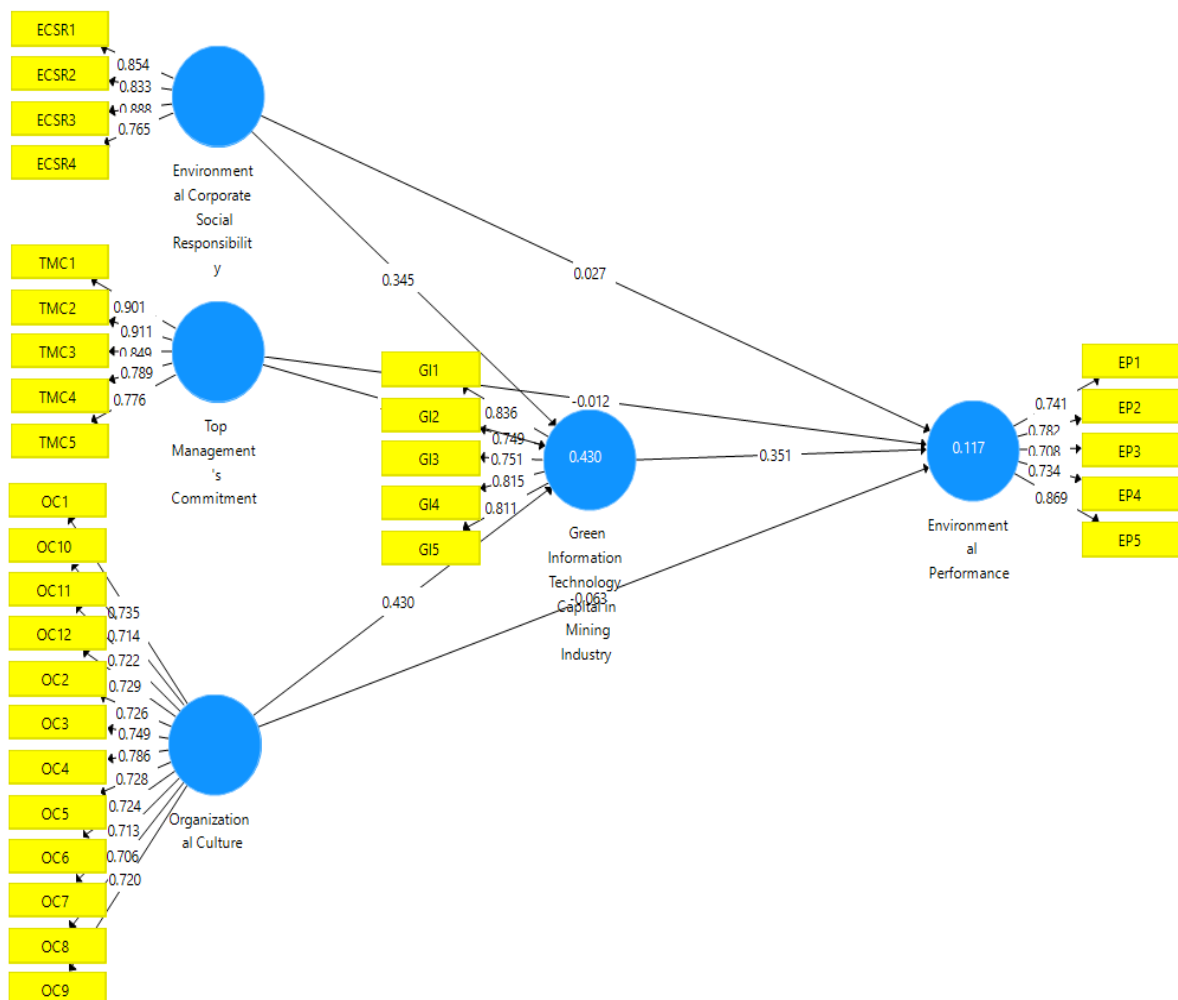 ECSR1
ECSR2
ECSR3
ECSR4
0.854
0.833
0.888
0.765
Environment
al Corporate
Social
Responsibilit
y
TMC1
TMC2
TMC3
TMC4
TMC5
0.901
0.911
0.849
0.789
0.776
Top
Management
's
Commitment
OC1
OC10
OC11
OC12
OC2
OC3
OC4
OC5
OC6
OC7
OC8
OC9
0.735
0.714
0.722
0.729
0.726
0.749
0.786
0.728
0.724
0.713
0.706
0.720
Organization
al Culture
0.345
0.027
-0.012
0.430
-0.063
0.351
GI1
GI2
GI3
GI4
GI5
0.836
0.749
0.751
0.815
0.811
0.430
Green
Information
Technology
Capital in
Mining
Industry
0.117
Environment
al
Performance
0.741
0.782
0.708
0.734
0.869
EP1
EP2
EP3
EP4
EP5